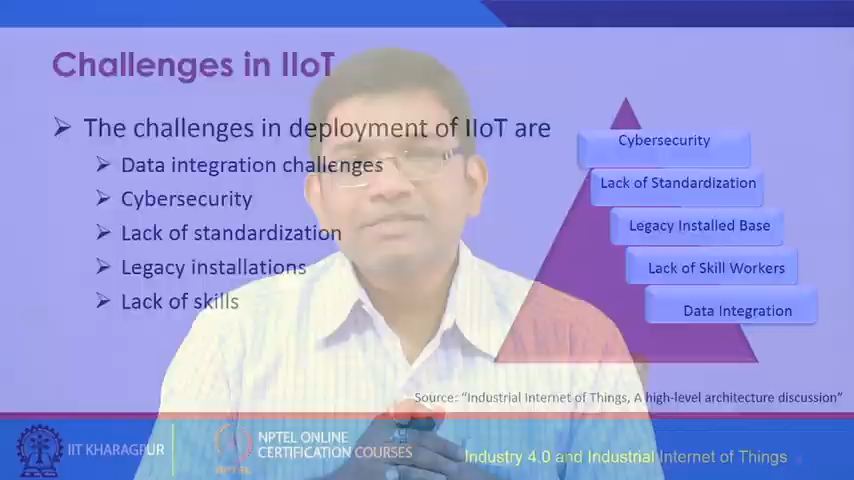 Challenges in IIoT
The challenges in deployment of IIoT are
Data integration challenges
Cybersecurity
Lack of standardization
Legacy installations
Lack of skills
Cybersecurity
Lack of Standardization
Legacy Installed Base
Lack of Skill Workers
Data Integration
Source: “Industrial Internet of Things, A high-level architecture discussion”
IIT KHARAGPUR
NPTEL ONLINE
CERTIFICATION COURSES
Industry 4.0 and Industrial Internet of Things